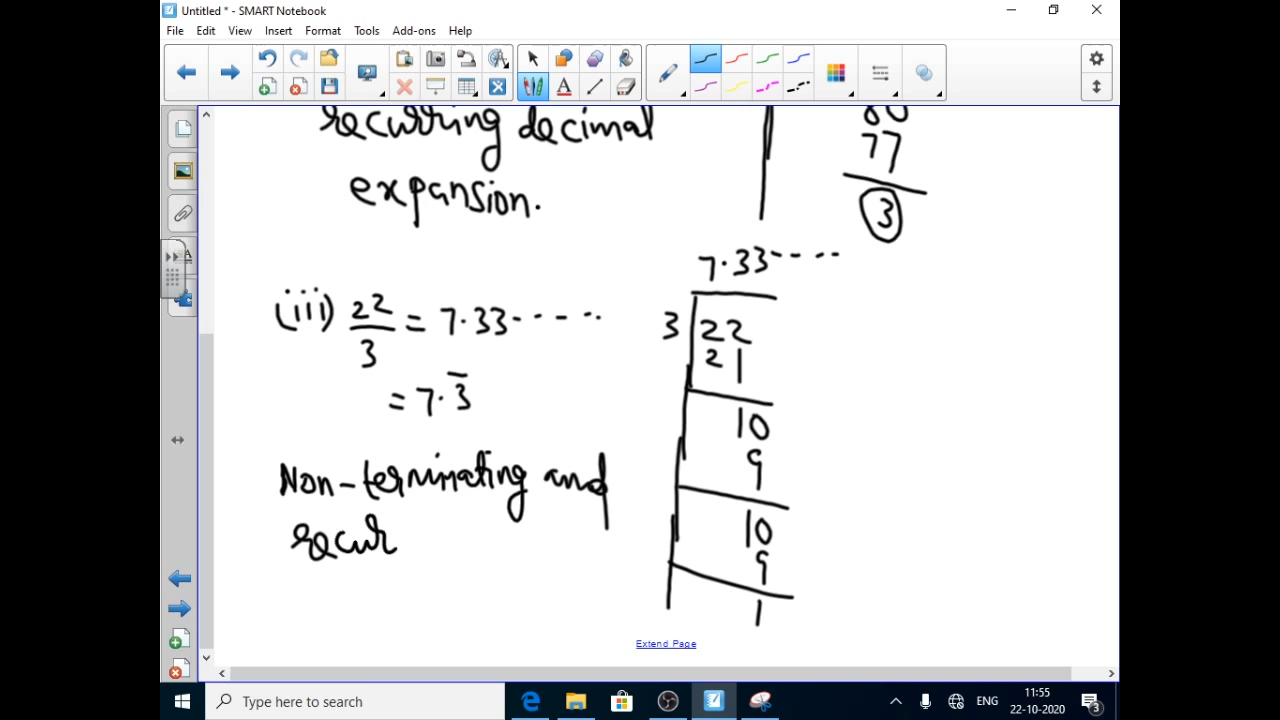 Untitled * - SMART Notebook
File Edit View Insert Format Tools Add-ons Help
recurring decimal
expansion.
80
77
3
(iii) 22/3 = 7.33-----
= 7.3̅
Non-terminating and
recur
7.33-----
3 22
21
10
9
10
9
1
Extend Page
Type here to search
ENG
11:55
22-10-2020
3